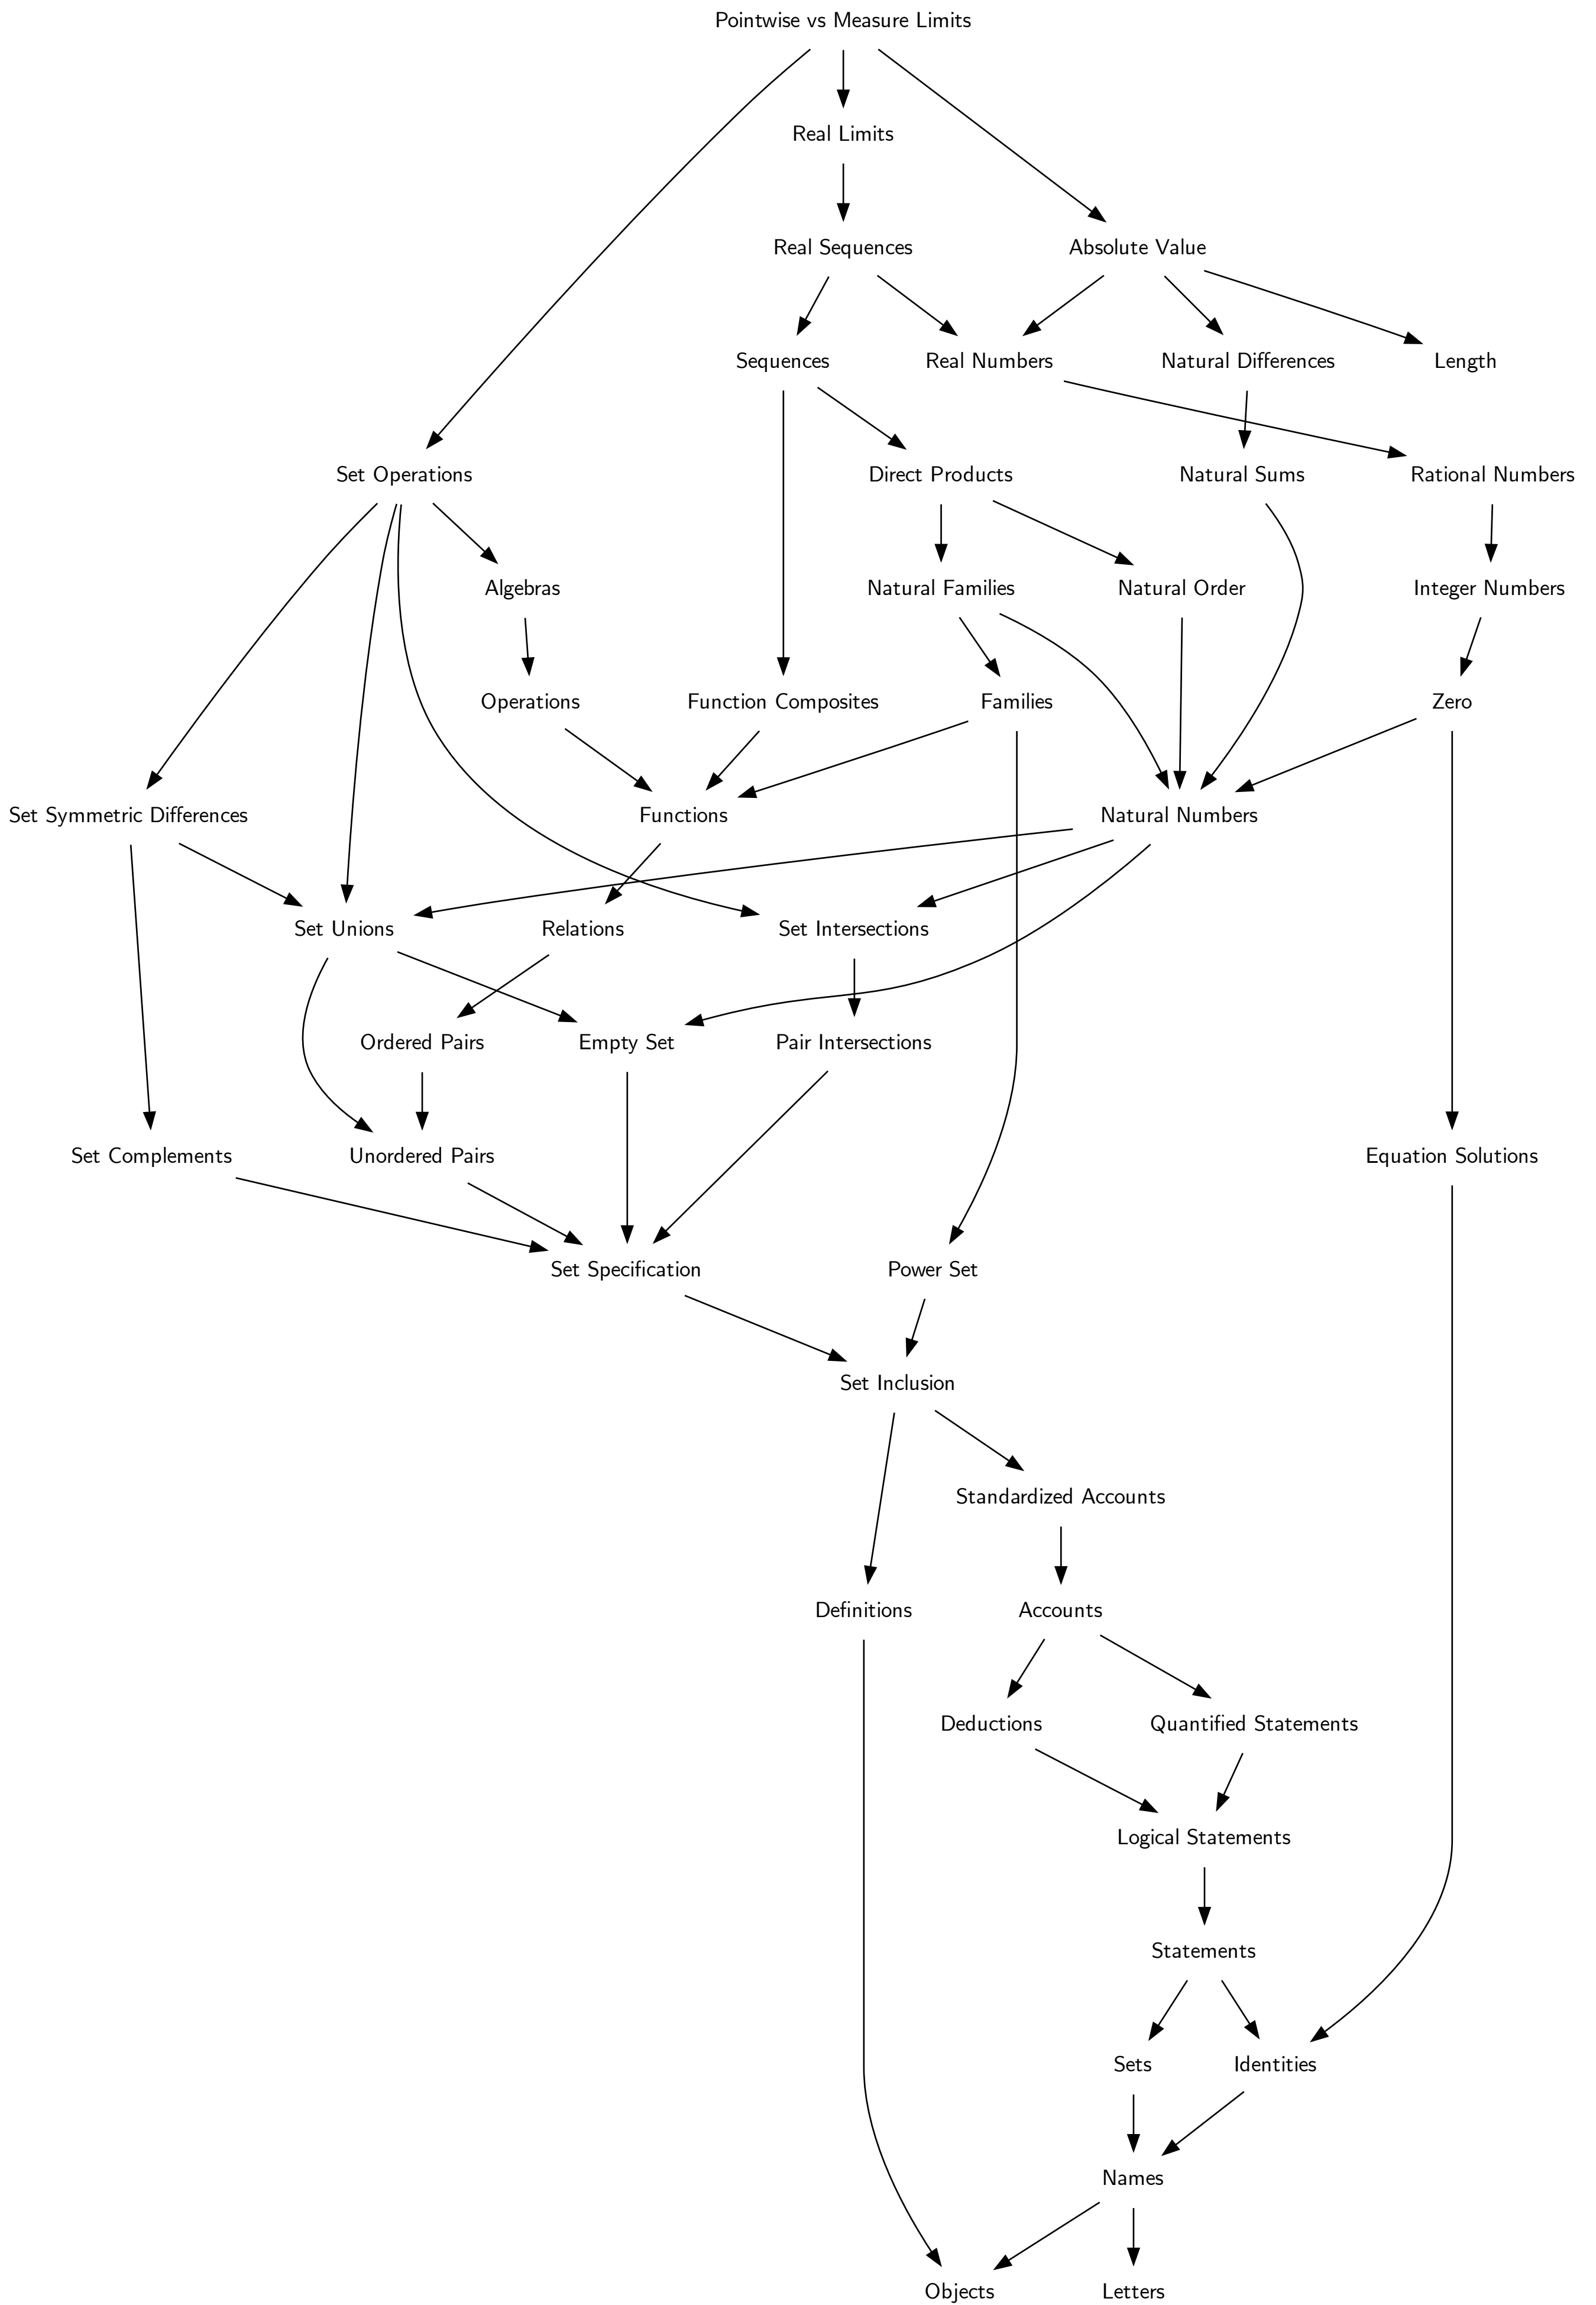 Pointwise vs Measure Limits
Real Limits
Real Sequences
Absolute Value
Sequences
Real Numbers
Natural Differences
Length
Set Operations
Direct Products
Natural Sums
Rational Numbers
Algebras
Natural Families
Natural Order
Integer Numbers
Operations
Function Composites
Families
Zero
Set Symmetric Differences
Functions
Natural Numbers
Set Unions
Relations
Set Intersections
Ordered Pairs
Empty Set
Pair Intersections
Set Complements
Unordered Pairs
Equation Solutions
Set Specification
Power Set
Set Inclusion
Standardized Accounts
Definitions
Accounts
Deductions
Quantified Statements
Logical Statements
Statements
Sets
Identities
Names
Objects
Letters